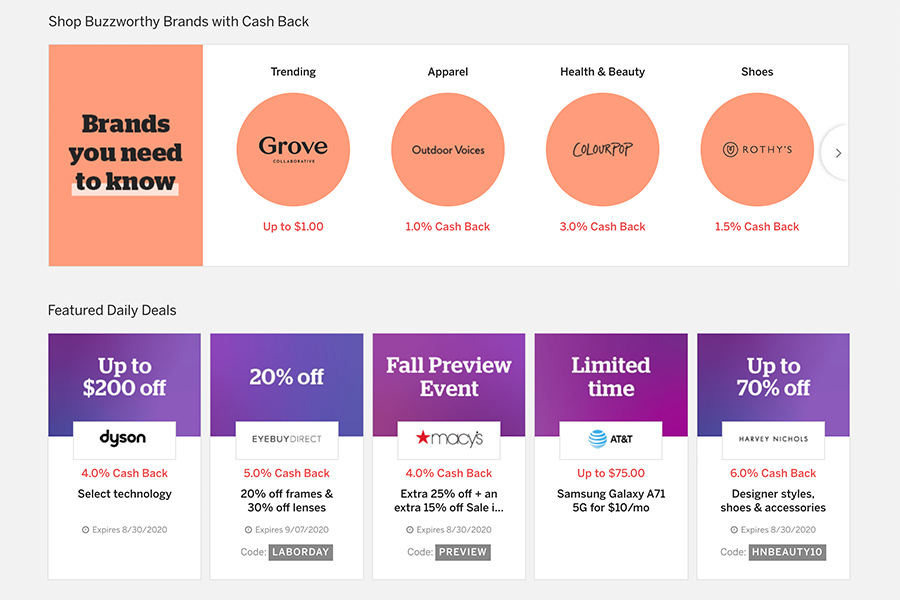 Shop Buzzworthy Brands with Cash Back
Brands
you need
to know
Trending
Grove
COLLABORATIVE
Up to $1.00
Apparel
Outdoor Voices
1.0% Cash Back
Health & Beauty
COLOURPOP
3.0% Cash Back
Shoes
ROTHY'S
1.5% Cash Back
Featured Daily Deals
Up to
$200 off
dyson
4.0% Cash Back
Select technology
Expires 8/30/2020
20% off
EYEBUYDIRECT
5.0% Cash Back
20% off frames &
30% off lenses
Expires 9/07/2020
Code: LABORDAY
Fall Preview
Event
macy's
4.0% Cash Back
Extra 25% off + an
extra 15% off Sale i...
Expires 8/30/2020
Code: PREVIEW
Limited
time
AT&T
Up to $75.00
Samsung Galaxy A71
5G for $10/mo
Up to
70% off
HARVEY NICHOLS
6.0% Cash Back
Designer styles,
shoes & accessories
Expires 8/30/2020
Code: HNBEAUTY10